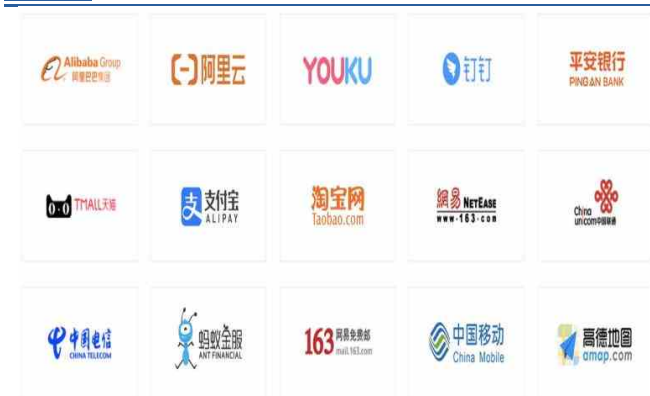 Alibaba Group
阿里巴巴集团
阿里云
YOUKU
钉钉
平安银行
PINGAN BANK
TMALL天猫
支 支付宝
ALIPAY
淘宝网
Taobao.com
網易 NETEASE
www.163.com
China
unicom中国联通
中国电信
CHINA TELECOM
蚂蚁金服
ANT FINANCIAL
163 网易免费邮
mail.163.com
中国移动
China Mobile
高德地图
amap.com